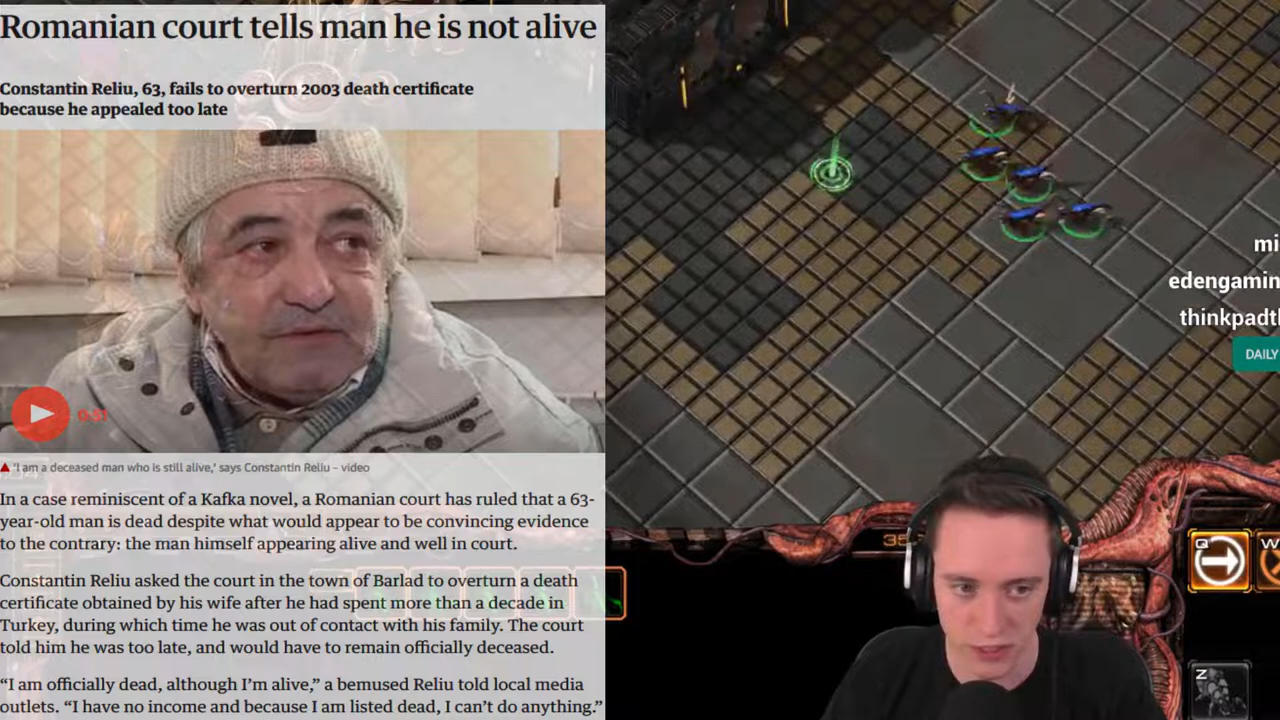 Romanian court tells man he is not alive
Constantin Reliu, 63, fails to overturn 2003 death certificate
because he appealed too late
0:51
'I am a deceased man who is still alive,' says Constantin Reliu – video
In a case reminiscent of a Kafka novel, a Romanian court has ruled that a 63-
year-old man is dead despite what would appear to be convincing evidence
to the contrary: the man himself appearing alive and well in court.
Constantin Reliu asked the court in the town of Barlad to overturn a death
certificate obtained by his wife after he had spent more than a decade in
Turkey, during which time he was out of contact with his family. The court
told him he was too late, and would have to remain officially deceased.
“I am officially dead, although I’m alive,” a bemused Reliu told local media
outlets. “I have no income and because I am listed dead, I can’t do anything.”
mi
edengamin
thinkpadtl
DAILY
Q
W
Z